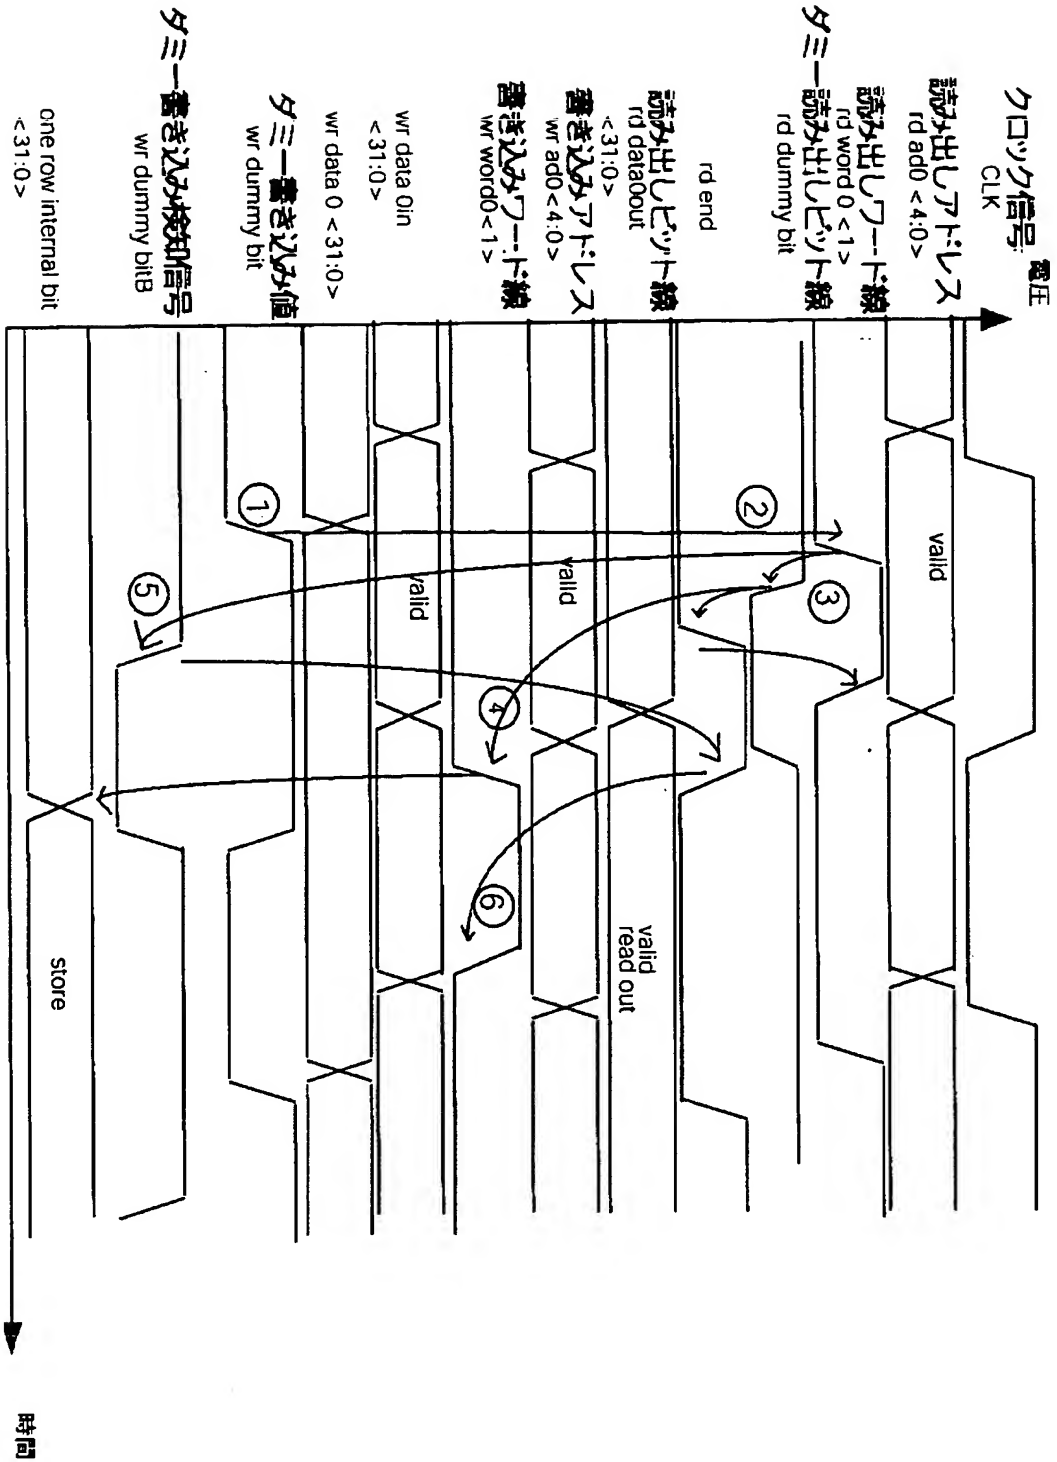 電圧
クロック信号
CLK
読み出しアドレス
rd ad0 <4:0>
valid
読み出しワード線
rd word 0 <1>
ダミー読み出しビット線
rd dummy bit
②
③
rd end
読み出しビット線
rd data0out
<31:0>
valid
read out
書き込みアドレス
wr ad0<4:0>
valid
書き込みワード線
wr word0<1>
④
⑥
wr data 0in
<31:0>
valid
wr data 0 <31:0>
ダミー書き込み値
wr dummy bit
①
ダミー書き込み検知信号
wr dummy bitB
⑤
one row internal bit
<31:0>
store
時間